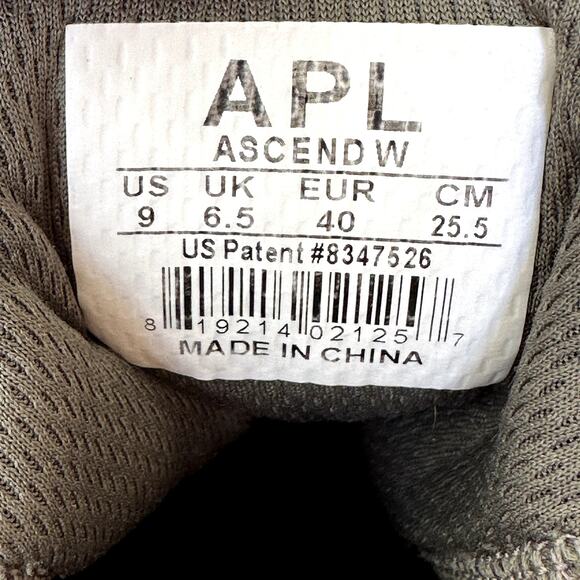 APL
ASCEND W
US UK EUR CM
9 6.5 40 25.5
US Patent #8347526
8 19214 02125 7
MADE IN CHINA